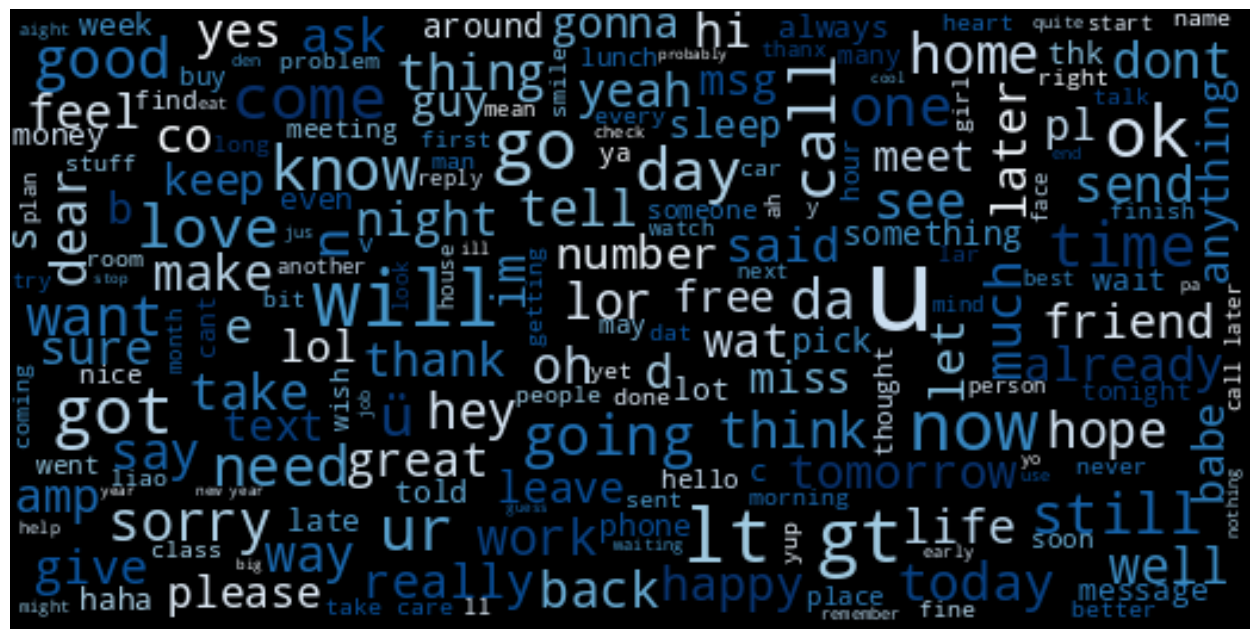 aight week yes ask around gonna hi always heart quite start name
good buy den problem thing lunch probably thanx many home thk dont
feel find eat come guy mean smile yeah msg cool one girl right talk
money co long meeting first go every check sleep call hour meet later pl ok anything
stuff keep know man reply ya day car see face end send
S plan dear b love even night tell someone watch ah y something finish
try room stop make another jus n v ill im number said next lar time
want bit will look house getting lor free da u mind much best wait pa
sure month cant e lol thank may dat wat pick let friend call later
coming nice take wish job oh yet d lot miss thought person already tonight
got text ü hey people done going think now hope babe
went say liao need great told leave sent hello c tomorrow yo use never nothing
amp year new year sorry late ur guess work phone morning lt yup gt life still soon
help class big way waiting early well
give might haha please really take care ll back happy place remember today fine message better